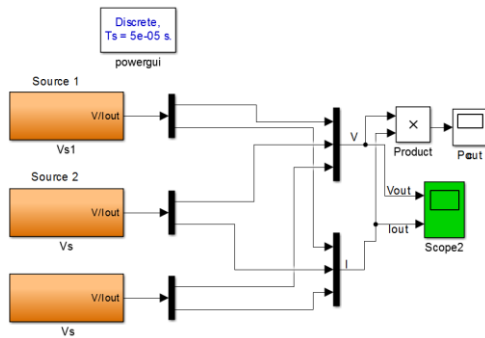 Discrete,
Ts = 5e-05 s.
powergui
Source 1
V/Iout
Vs1
Source 2
V/Iout
Vs
V/Iout
Vs
V
I
×
Product
Pout
Vout
Iout
Scope2